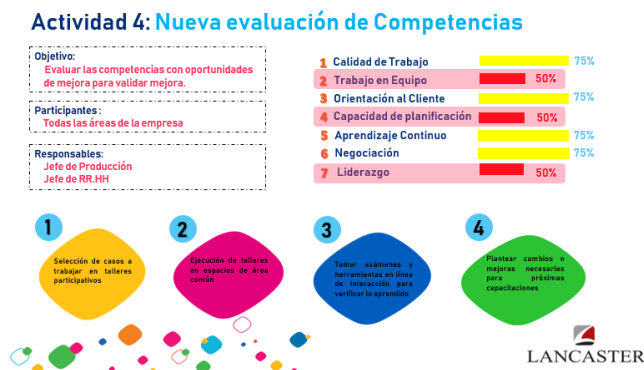 Actividad 4: Nueva evaluación de Competencias
Objetivo:
Evaluar las competencias con oportunidades
de mejora para validar mejora.
Participantes :
Todas las áreas de la empresa
Responsables:
Jefe de Producción
Jefe de RR.HH
1 Calidad de Trabajo 75%
2 Trabajo en Equipo 50%
3 Orientación al Cliente 75%
4 Capacidad de planificación 50%
5 Aprendizaje Continuo 75%
6 Negociación 75%
7 Liderazgo 50%
1
Selección de casos a
trabajar en talleres
participativos
2
Ejecución de talleres
en espacios de área
común
3
Tomar exámenes y
herramientas en línea
de interacción para
verificar lo aprendido
4
Plantear cambios o
mejoras necesarias
para próximas
capacitaciones
LANCASTER